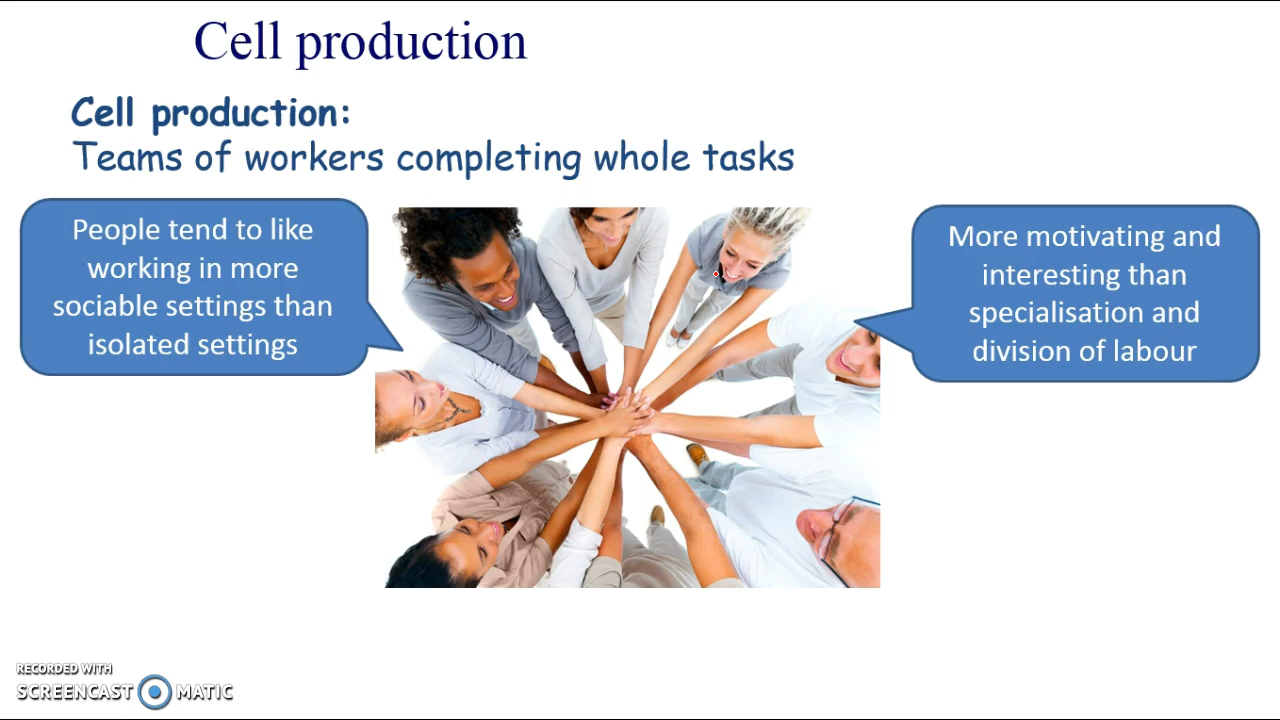 Cell production
Cell production:
Teams of workers completing whole tasks
People tend to like
working in more
sociable settings than
isolated settings
More motivating and
interesting than
specialisation and
division of labour
RECORDED WITH
SCREENCAST MATIC